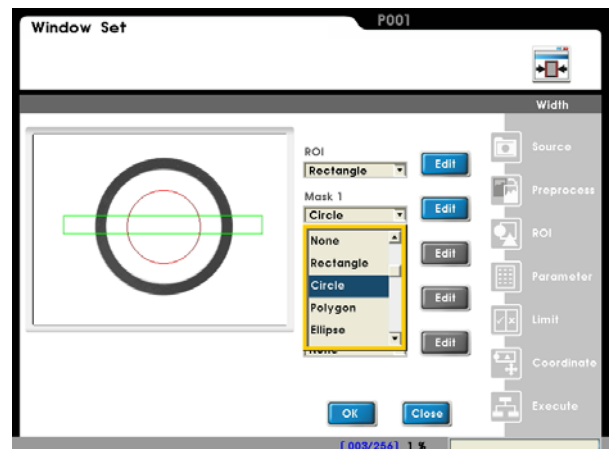 Window Set
P001
Width
ROI
Rectangle
Edit
Mask 1
Circle
Edit
None
Rectangle
Circle
Polygon
Ellipse
Edit
Edit
Edit
None
OK
Close
Source
Preprocess
ROI
Parameter
Limit
Coordinate
Execute
[003/256] 1 %